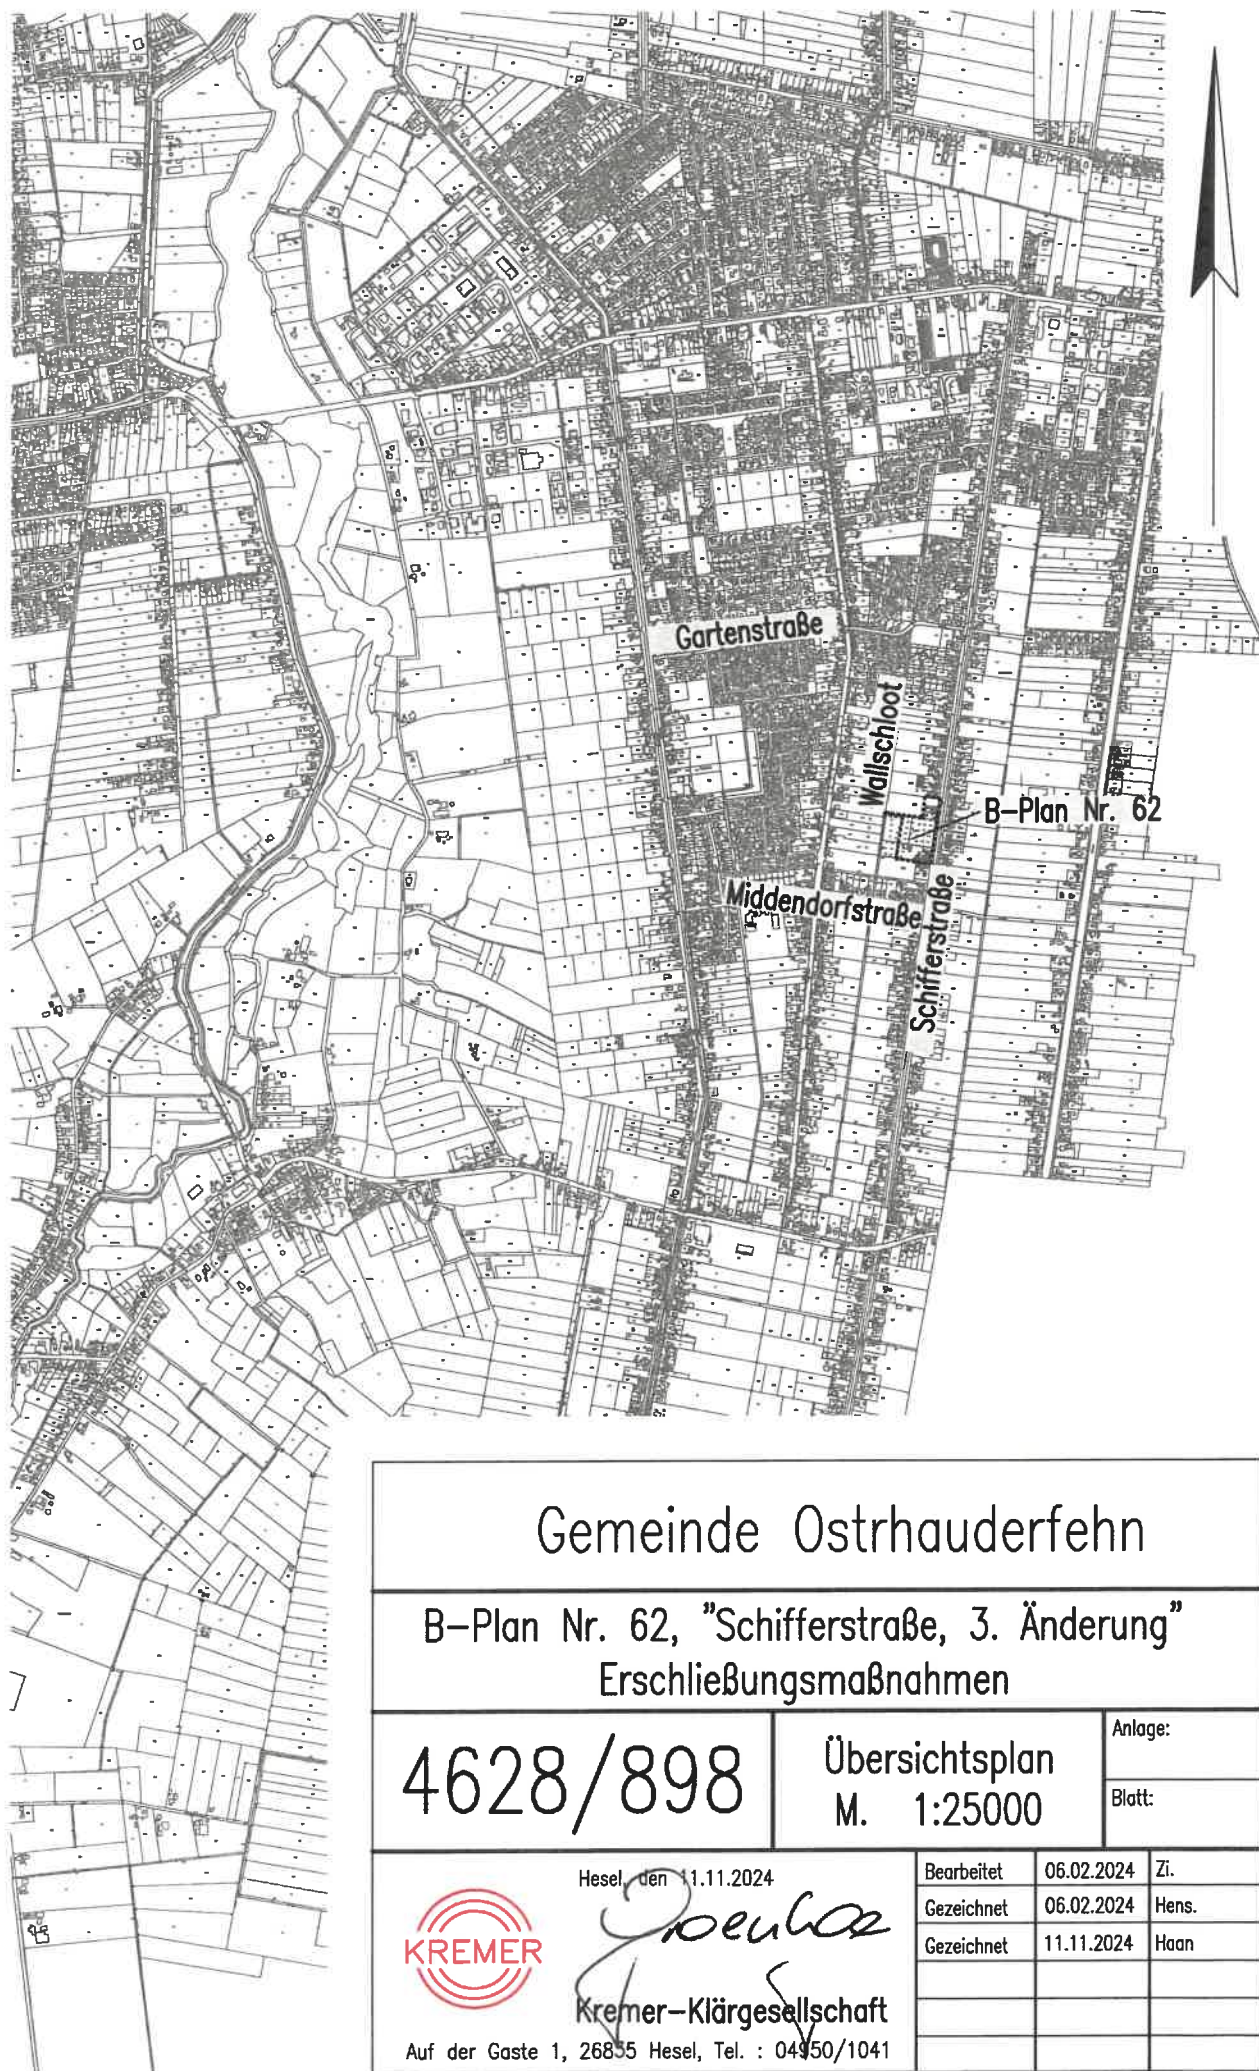 Gartenstraße
Wallschloot
B-Plan Nr. 62
Middendorfstraße
Schifferstraße
Gemeinde Ostrhauderfehn
B-Plan Nr. 62, "Schifferstraße, 3. Änderung"
Erschließungsmaßnahmen
4628/898
Übersichtsplan
M. 1:25000
Anlage:
Blatt:
Hesel, den 11.11.2024
KREMER
Kremer-Klärgesellschaft
Auf der Gaste 1, 26835 Hesel, Tel. : 04950/1041
Bearbeitet 06.02.2024 Zi.
Gezeichnet 06.02.2024 Hens.
Gezeichnet 11.11.2024 Haan